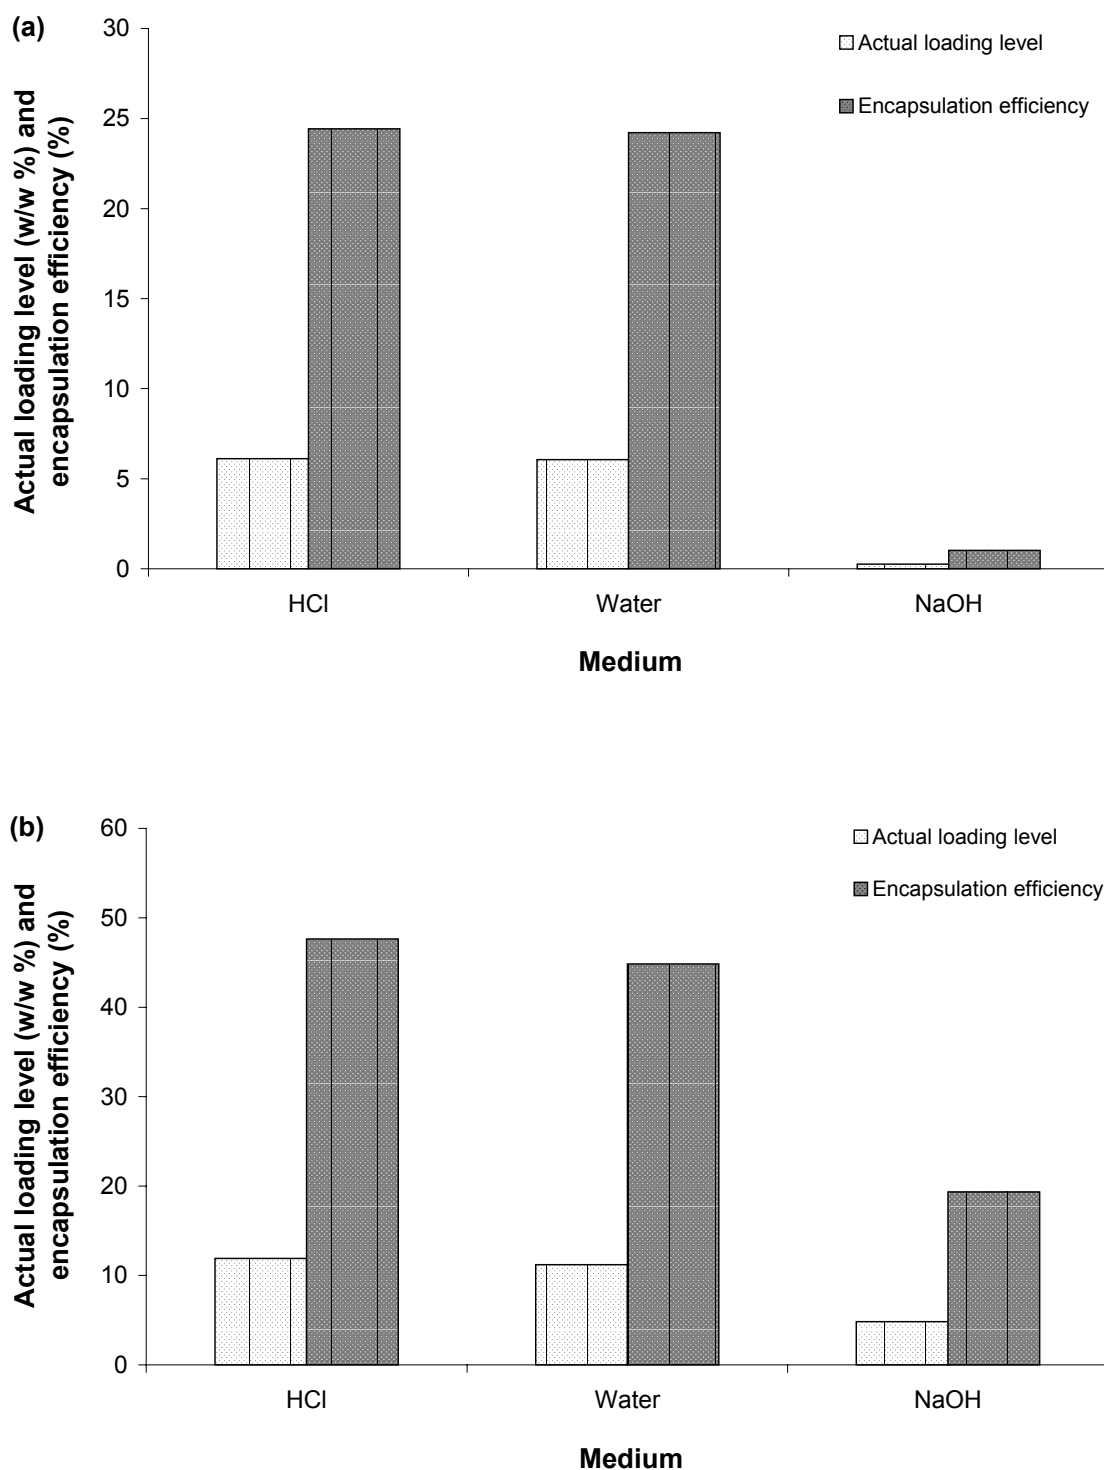 (a)
Actual loading level (w/w %) and
encapsulation efficiency (%)
30
25
20
15
10
5
0
Actual loading level
Encapsulation efficiency
HCl
Water
NaOH
Medium
(b)
Actual loading level (w/w %) and
encapsulation efficiency (%)
60
50
40
30
20
10
0
Actual loading level
Encapsulation efficiency
HCl
Water
NaOH
Medium